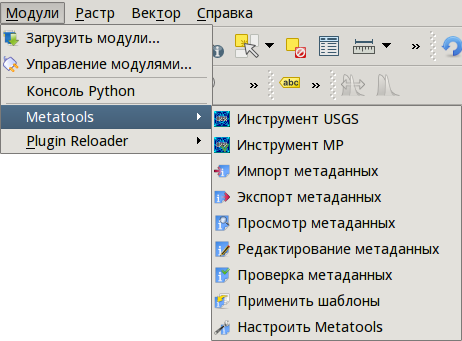 Модули Растр Вектор Справка
Загрузить модули...
Управление модулями...
Консоль Python
Metatools
Plugin Reloader
abc
Инструмент USGS
Инструмент MP
Импорт метаданных
Экспорт метаданных
Просмотр метаданных
Редактирование метаданных
Проверка метаданных
Применить шаблоны
Настроить Metatools